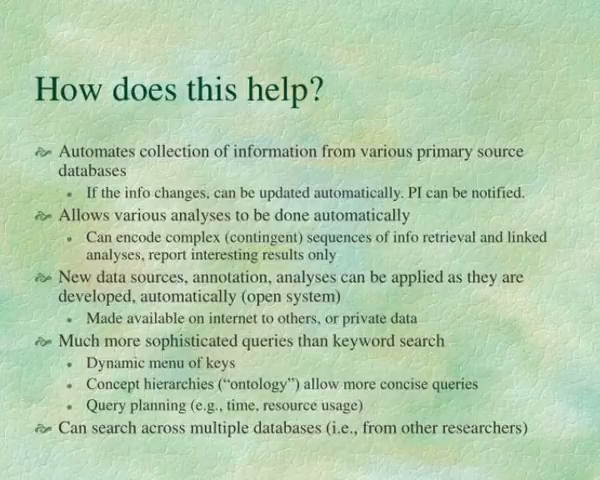 How does this help?
Automates collection of information from various primary source
databases
If the info changes, can be updated automatically. PI can be notified.
Allows various analyses to be done automatically
Can encode complex (contingent) sequences of info retrieval and linked
analyses, report interesting results only
New data sources, annotation, analyses can be applied as they are
developed, automatically (open system)
Made available on internet to others, or private data
Much more sophisticated queries than keyword search
Dynamic menu of keys
Concept hierarchies (“ontology”) allow more concise queries
Query planning (e.g., time, resource usage)
Can search across multiple databases (i.e., from other researchers)